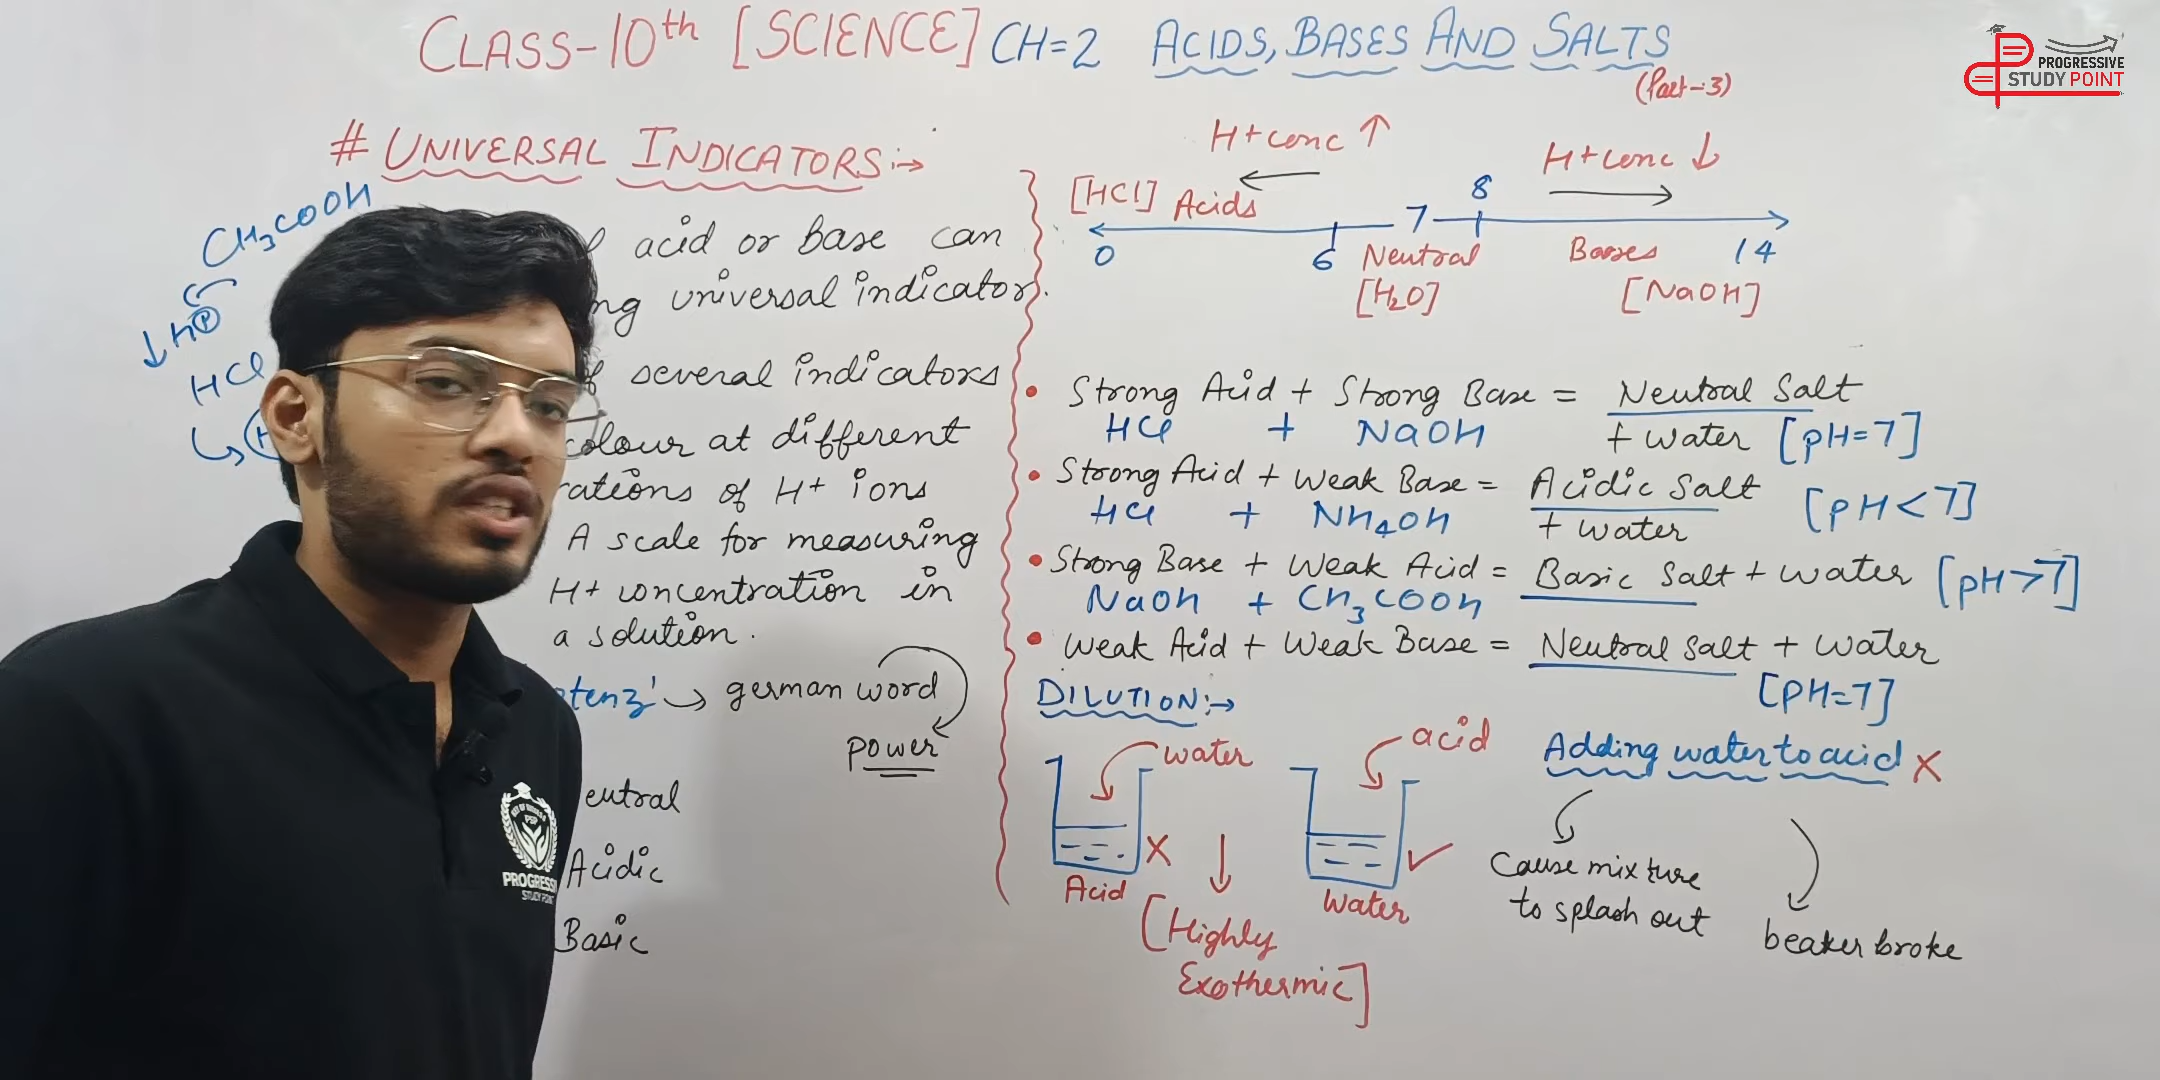 CLASS-10th [SCIENCE] CH=2 ACIDS, BASES AND SALTS
(Part-3)
PROGRESSIVE
STUDY POINT
# UNIVERSAL INDICATORS:→
CH3COOH
↓ H⊕
HCl
acid or Base can
universal indicator.
several indicators
colour at different
of H+ ions
A scale for measuring
H+ concentration in
a solution.
→ german word
power
Acidic
Basic
H+ conc ↑
H+ conc ↓
[HCl] Acids
0 6 7 8 14
Neutral Bases
[H2O] [NaOH]
• Strong Acid + Strong Base = Neutral Salt
HCl + NaOH + water [pH=7]
• Strong Acid + Weak Base = Acidic Salt [pH<7]
HCl + NH4OH + water
• Strong Base + Weak Acid = Basic Salt + water [pH>7]
NaOH + CH3COOH
• Weak Acid + Weak Base = Neutral Salt + water
[pH=7]
DILUTION:→
water
acid
Adding water to acid ×
×
✓
Acid
water
[Highly
Exothermic]
Cause mixture
to splash out
beaker broke
PROGRESSI
STUDY POINT